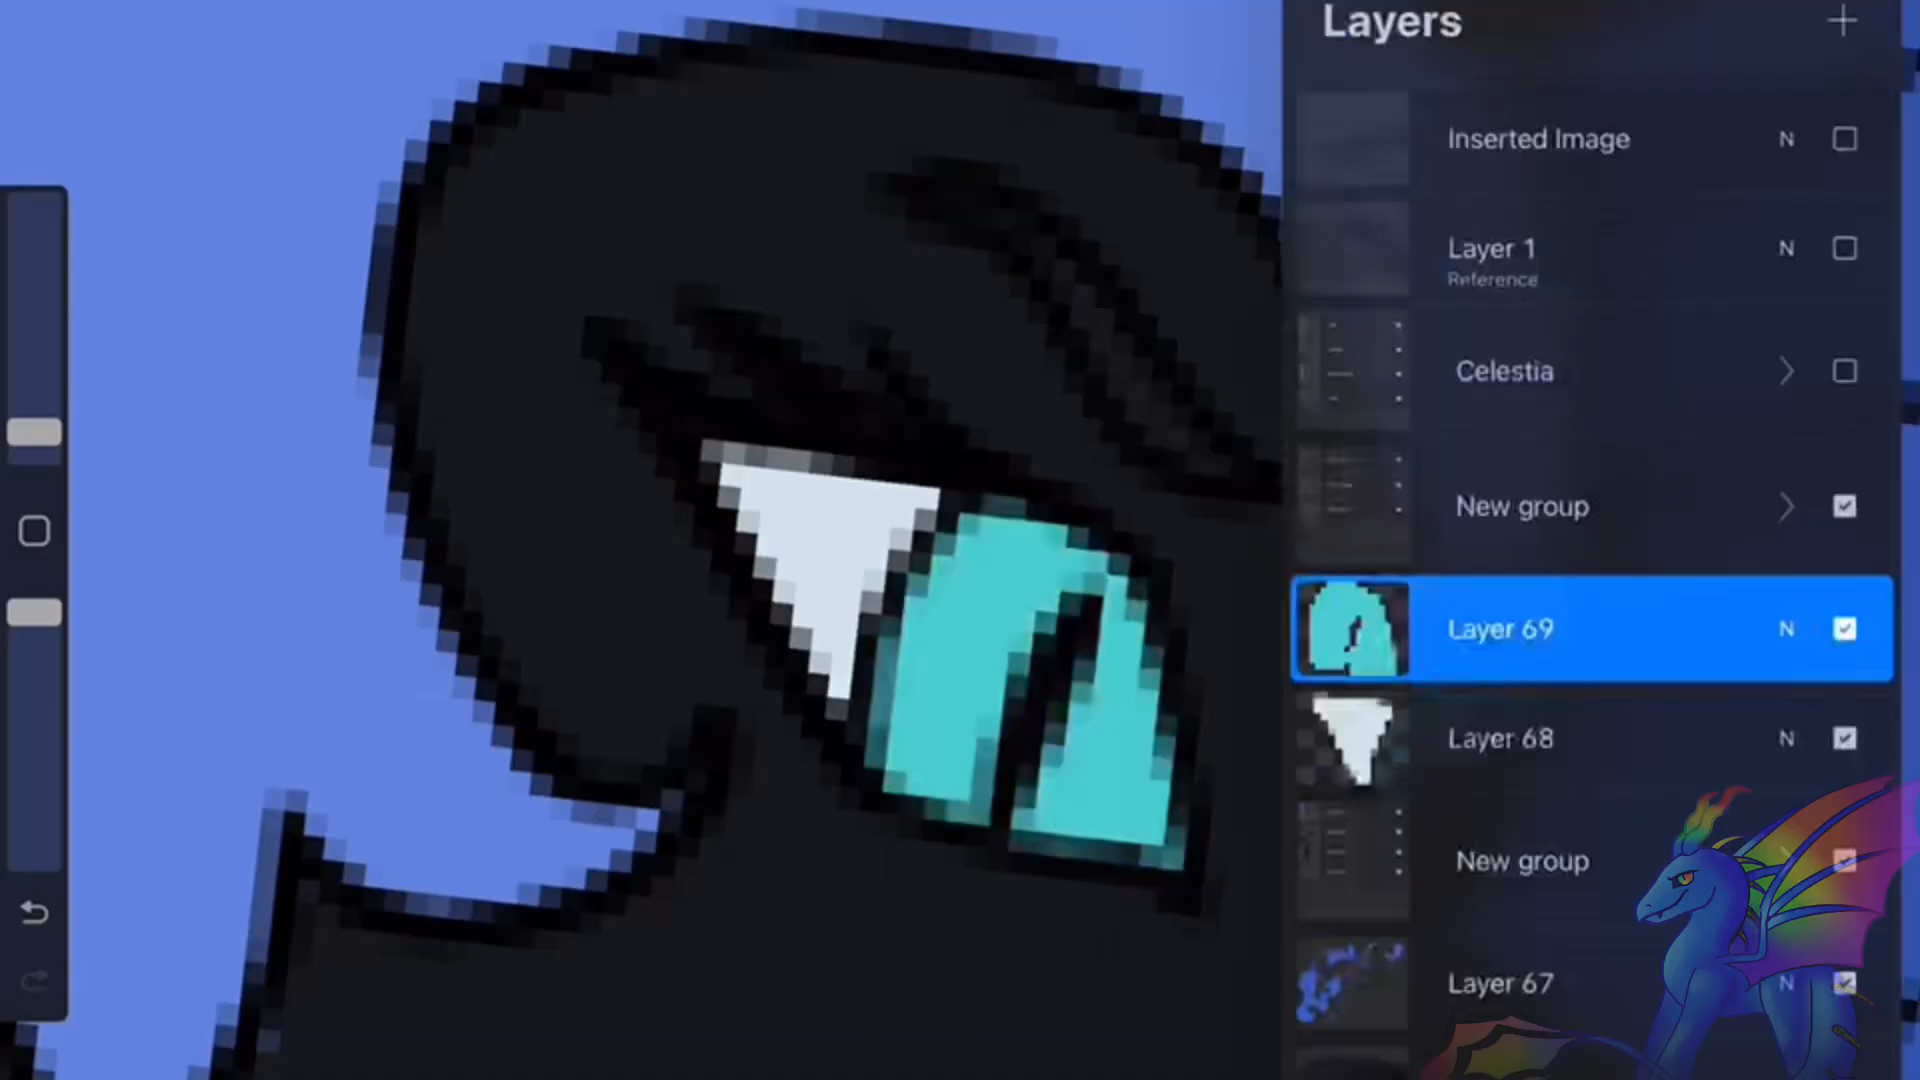 Layers
Inserted Image N
Layer 1 N
Reference
Celestia
New group
Layer 69 N
Layer 68 N
New group
Layer 67 N